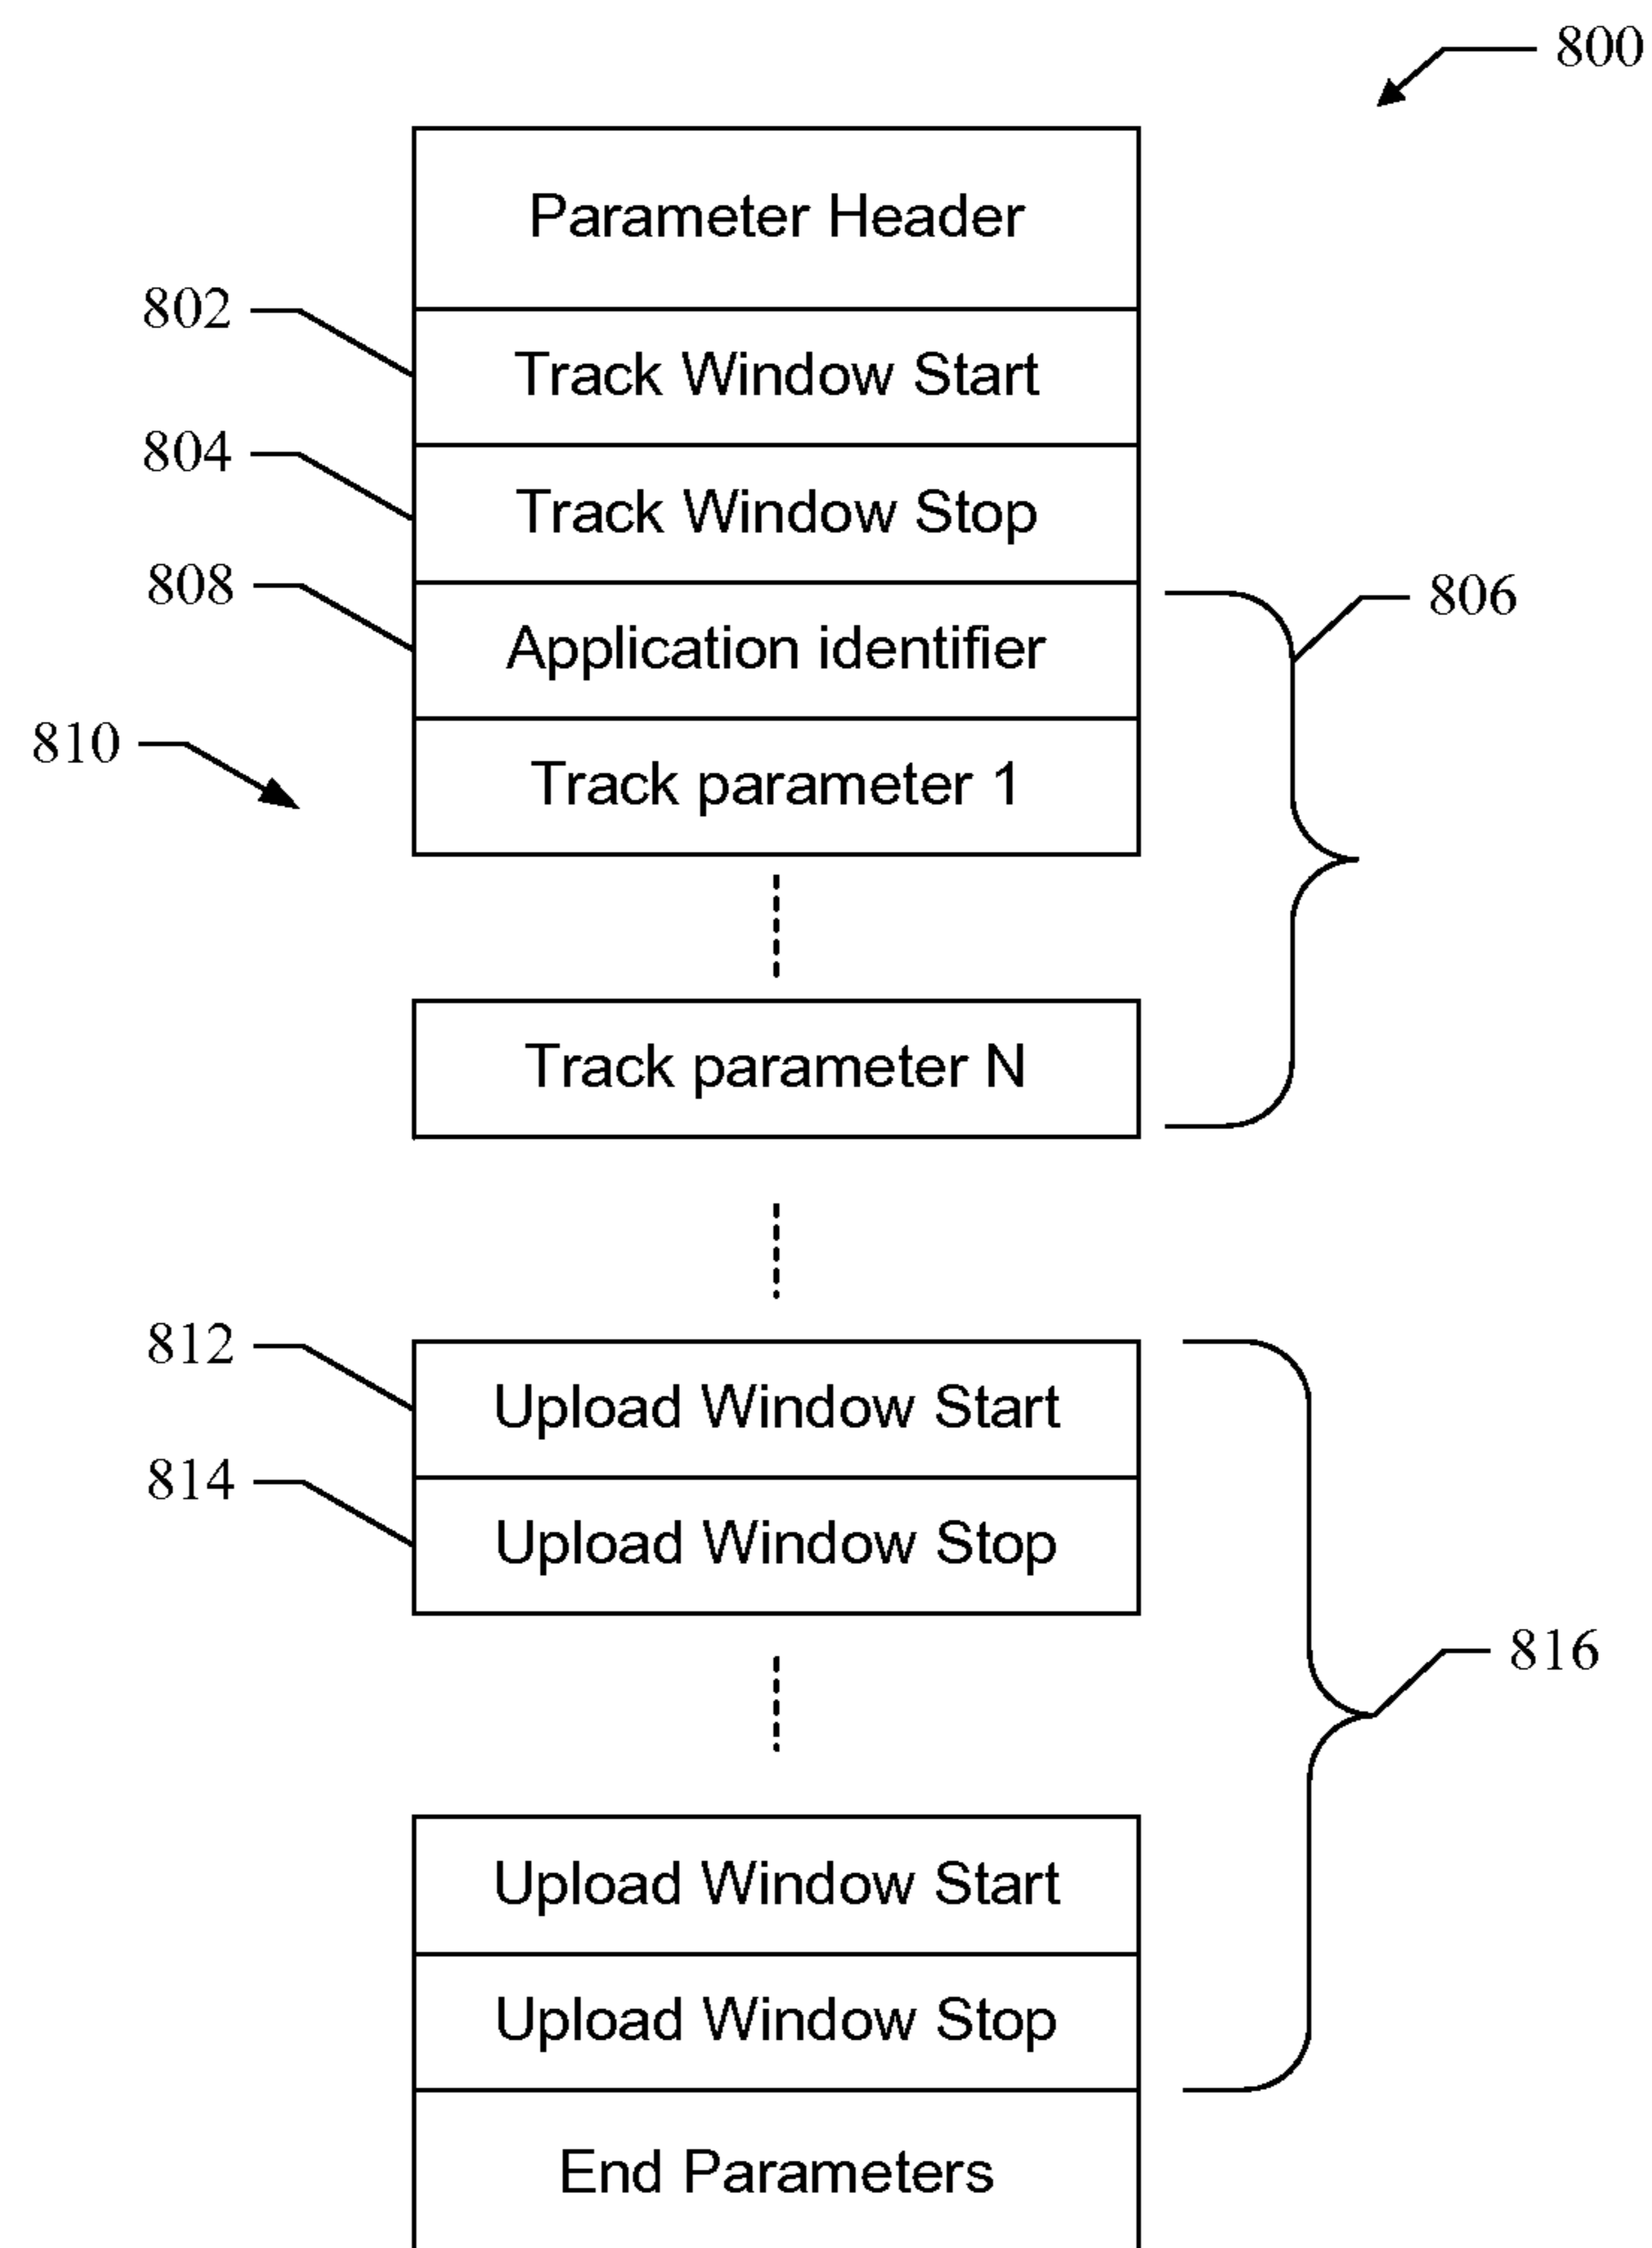 800
Parameter Header
802
Track Window Start
804
Track Window Stop
808
Application identifier
806
810
Track parameter 1
Track parameter N
812
Upload Window Start
814
Upload Window Stop
816
Upload Window Start
Upload Window Stop
End Parameters